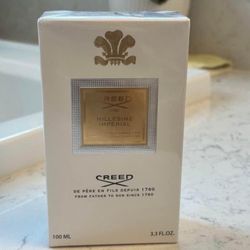 CREED
MILLESIME
IMPERIAL
CREED
DE PÈRE EN FILS DEPUIS 1760
FROM FATHER TO SON SINCE 1760
100 ML
3.3 FL.OZ.